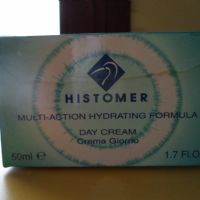 HISTOMER
MULTI-ACTION HYDRATING FORMULA
DAY CREAM
Crema Giorno
50ml e 1.7 Fl.O